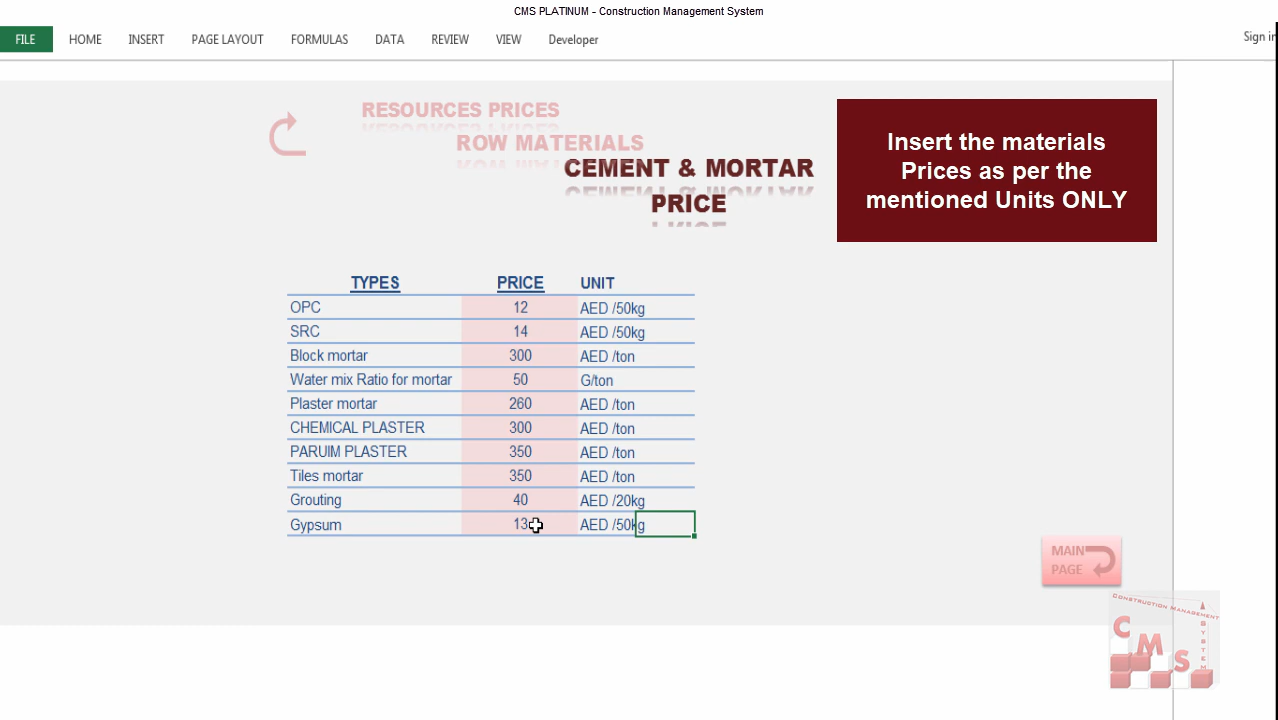 CMS PLATINUM - Construction Management System
FILE HOME INSERT PAGE LAYOUT FORMULAS DATA REVIEW VIEW Developer Sign in
RESOURCES PRICES
ROW MATERIALS
CEMENT & MORTAR
PRICE
Insert the materials
Prices as per the
mentioned Units ONLY
TYPES PRICE UNIT
OPC 12 AED /50kg
SRC 14 AED /50kg
Block mortar 300 AED /ton
Water mix Ratio for mortar 50 G/ton
Plaster mortar 260 AED /ton
CHEMICAL PLASTER 300 AED /ton
PARUIM PLASTER 350 AED /ton
Tiles mortar 350 AED /ton
Grouting 40 AED /20kg
Gypsum 13 AED /50kg
MAIN
PAGE
CONSTRUCTION MANAGEMENT
SYSTEM
CMS